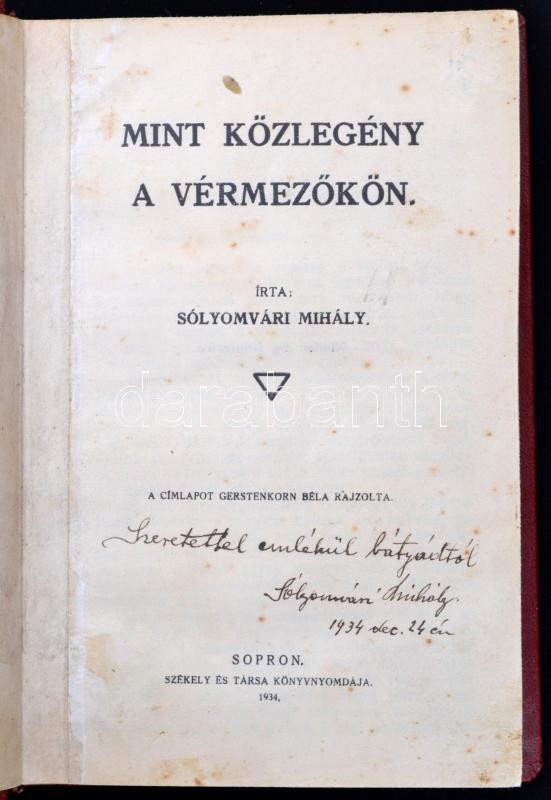 MINT KÖZLEGÉNY
A VÉRMEZŐKÖN.
ÍRTA:
SÓLYOMVÁRI MIHÁLY.
darabanth
A CÍMLAPOT GERSTENKORN BÉLA RAJZOLTA.
Szeretettel emlékül bátyádtól
Sólyomvári Mihály.
1934 dec. 24 én
SOPRON.
SZÉKELY ÉS TÁRSA KÖNYVNYOMDÁJA.
1934.